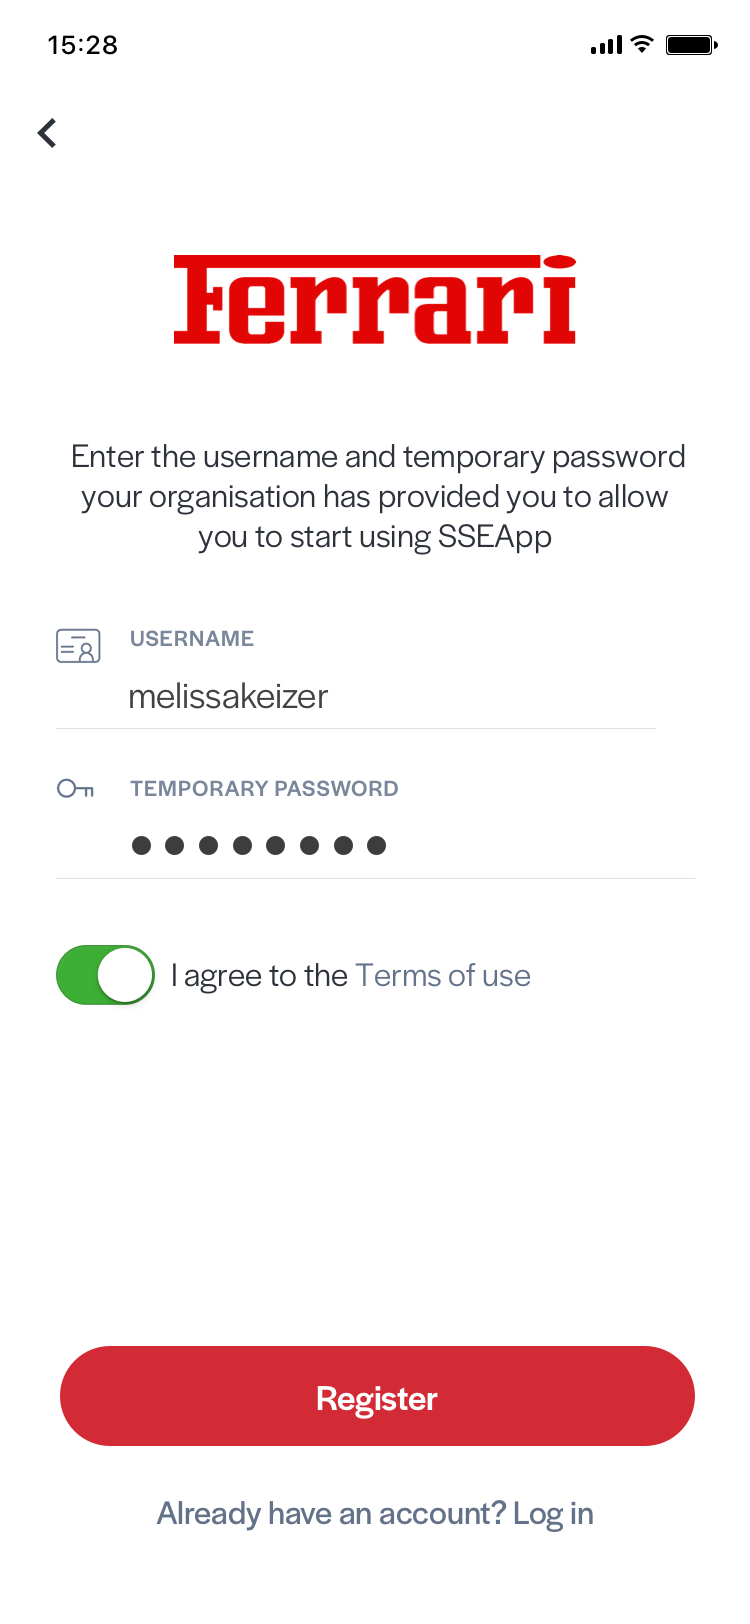 15:28
Ferrari
Enter the username and temporary password
your organisation has provided you to allow
you to start using SSEApp
USERNAME
melissakeizer
TEMPORARY PASSWORD
I agree to the Terms of use
Register
Already have an account? Log in